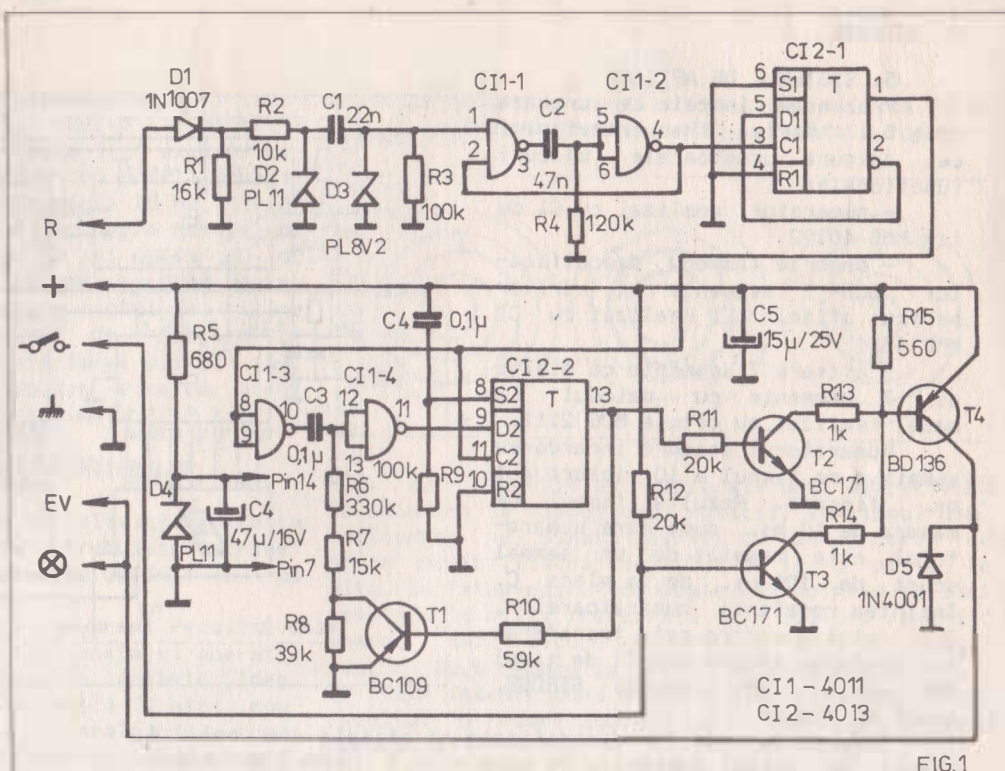 D1
1N1007
R2
10k
C1
22n
R1
16k
D2
PL11
D3
PL8V2
R3
100k
R
CI1-1
2
3
C2
47n
R4
120k
CI1-2
5
6
4
CI2-1
6
S1
T
1
5
D1
3
C1
2
4
R1
+
R5
680
C4
0,1µ
C5
15µ/25V
R15
560
EV
CI1-3
8
9
10
C3
0,1µ
CI1-4
12
13
11
100k
R9
CI2-2
8
S2
T
13
9
D2
11
C2
10
R2
R11
20k
T2
BC171
R13
1k
T4
BD136
D4
PL11
Pin14
C4
47µ/16V
Pin7
R6
330k
R7
15k
R8
39k
T1
BC109
R10
59k
R12
20k
R14
1k
T3
BC171
D5
1N4001
CI1-4011
CI2-4013
FIG.1